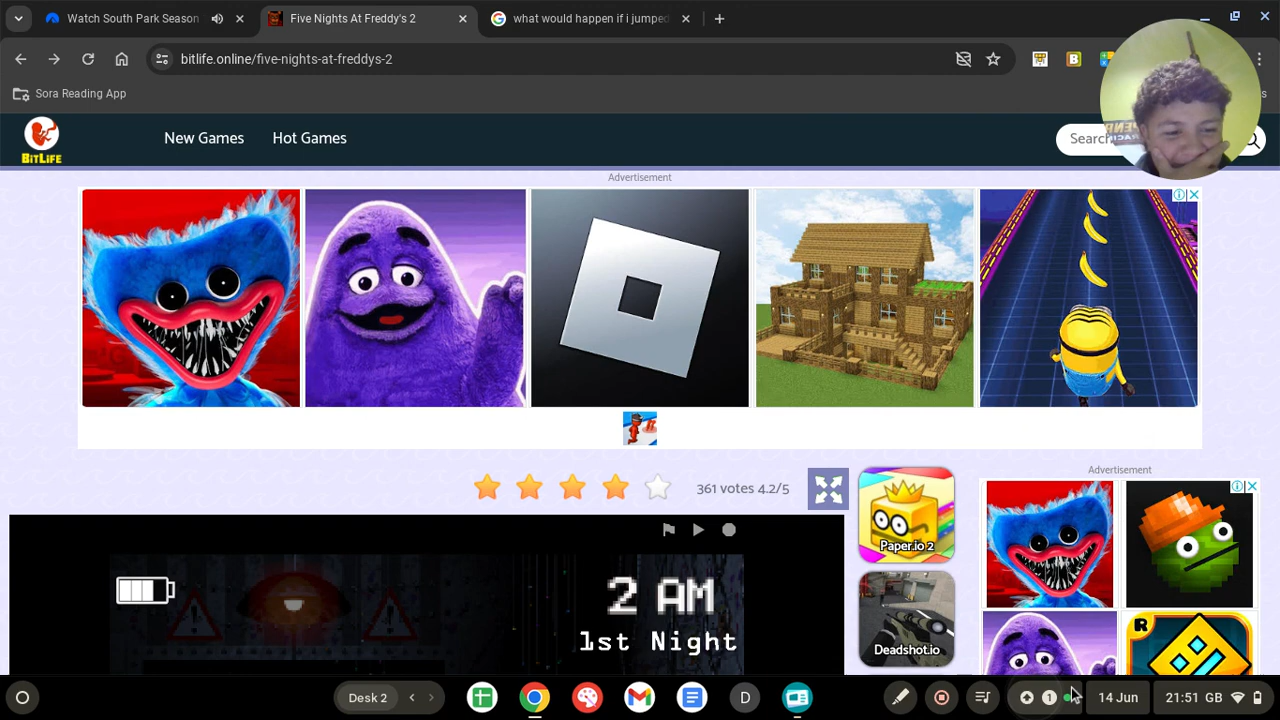 Watch South Park Season
Five Nights At Freddy's 2
what would happen if i jumped
bitlife.online/five-nights-at-freddys-2
Sora Reading App
BITLIFE
New Games
Hot Games
Search
Advertisement
361 votes 4.2/5
Paper.io 2
Advertisement
2 AM
1st Night
Deadshot.io
R
Desk 2
D
1
14 Jun
21:51 GB